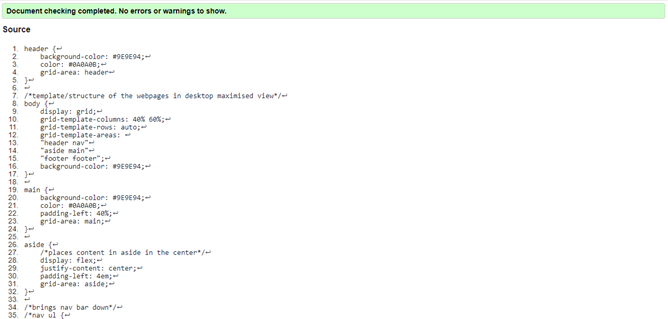 Document checking completed. No errors or warnings to show.
Source
1. header {↩
2. background-color: #9E9E94;↩
3. color: #0A0A0B;↩
4. grid-area: header↩
5. }↩
6. ↩
7. /*template/structure of the webpages in desktop maximised view*/↩
8. body {↩
9. display: grid;↩
10. grid-template-columns: 40% 60%;↩
11. grid-template-rows: auto;↩
12. grid-template-areas: ↩
13. "header nav"↩
14. "aside main"↩
15. "footer footer";↩
16. background-color: #9E9E94;↩
17. }↩
18. ↩
19. main {↩
20. background-color: #9E9E94;↩
21. color: #0A0A0B;↩
22. padding-left: 40%;↩
23. grid-area: main;↩
24. }↩
25. ↩
26. aside {↩
27. /*places content in aside in the center*/↩
28. display: flex;↩
29. justify-content: center;↩
30. padding-left: 4em;↩
31. grid-area: aside;↩
32. }↩
33. ↩
34. /*brings nav bar down*/↩
35. /*nav ul {↩